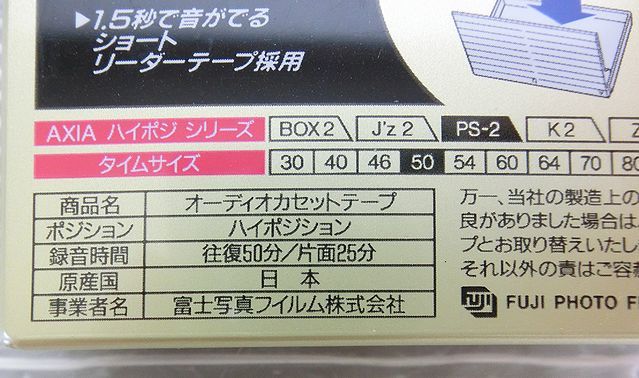 ▶1.5秒で音がでる
ショート
リーダーテープ採用
AXIA ハイポジ シリーズ BOX2 J'z 2 PS-2 K2
タイムサイズ 30 40 46 50 54 60 64 70 80
商品名 オーディオカセットテープ
ポジション ハイポジション
録音時間 往復50分/片面25分
原産国 日本
事業者名 富士写真フイルム株式会社
万一、当社の製造上の
良がありました場合は、
プとお取り替えいたし
それ以外の責はご容
FUJI FUJI PHOTO F